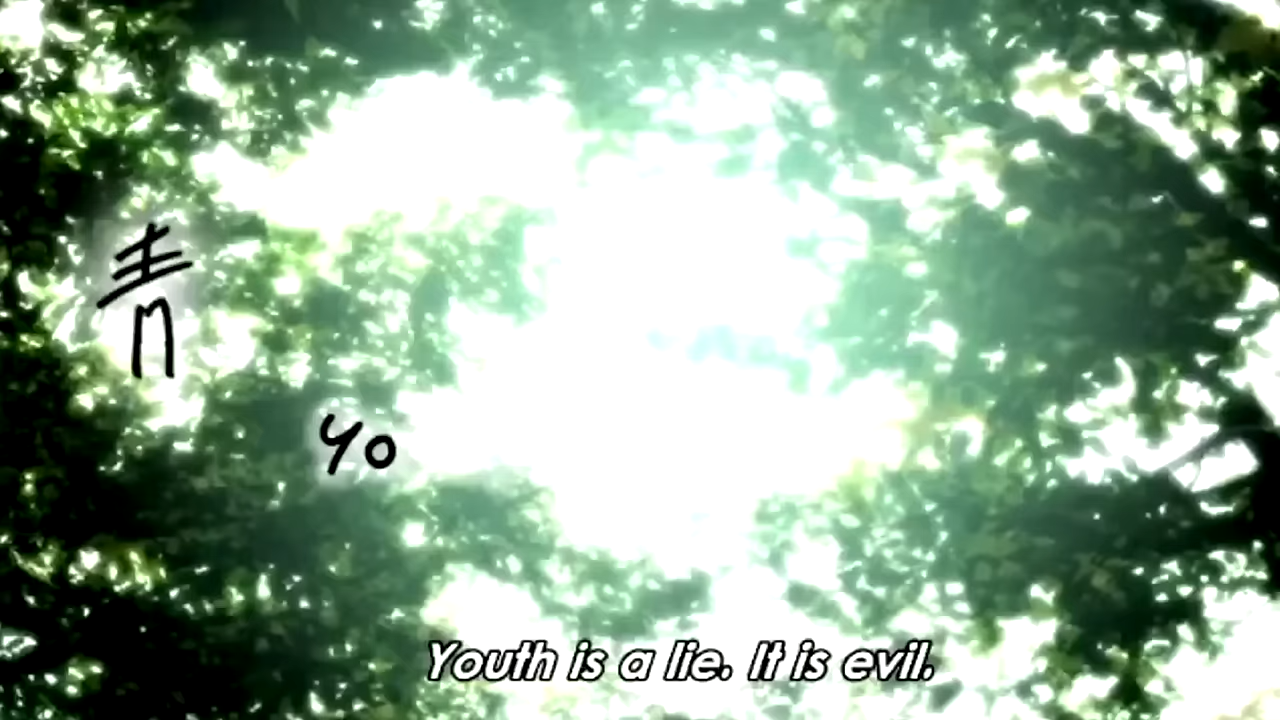 青
Yo
Youth is a lie. It is evil.